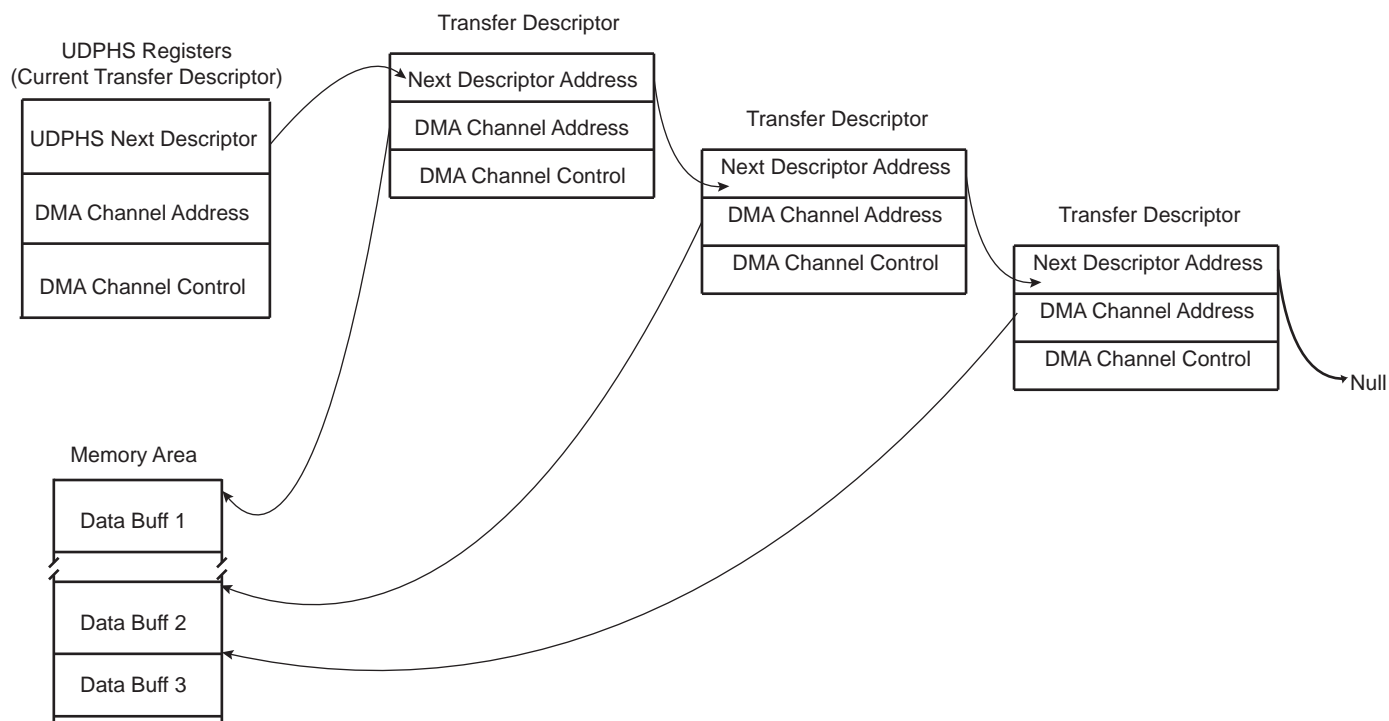 UDPHS Registers
(Current Transfer Descriptor)
UDPHS Next Descriptor
DMA Channel Address
DMA Channel Control
Transfer Descriptor
Next Descriptor Address
DMA Channel Address
DMA Channel Control
Transfer Descriptor
Next Descriptor Address
DMA Channel Address
DMA Channel Control
Transfer Descriptor
Next Descriptor Address
DMA Channel Address
DMA Channel Control
Null
Memory Area
Data Buff 1
Data Buff 2
Data Buff 3